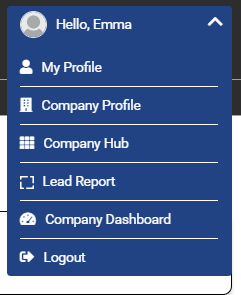 Hello, Emma
My Profile
Company Profile
Company Hub
Lead Report
Company Dashboard
Logout